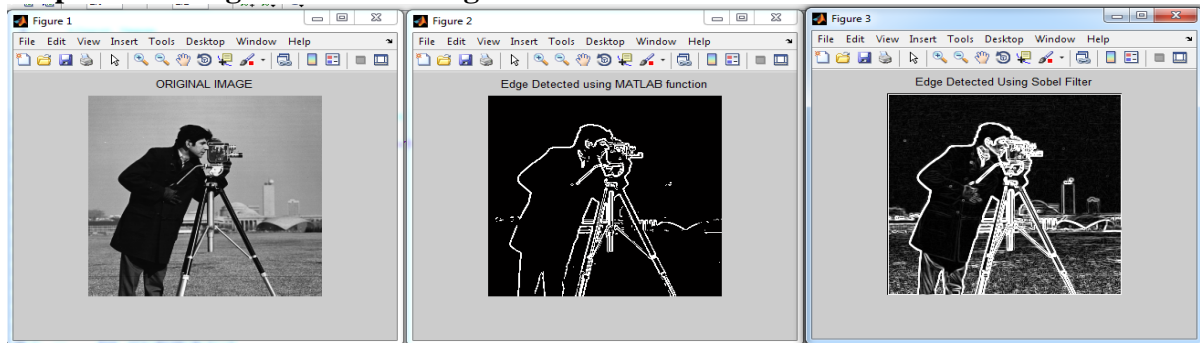 Figure 1
File Edit View Insert Tools Desktop Window Help
ORIGINAL IMAGE
Figure 2
File Edit View Insert Tools Desktop Window Help
Edge Detected using MATLAB function
Figure 3
File Edit View Insert Tools Desktop Window Help
Edge Detected Using Sobel Filter